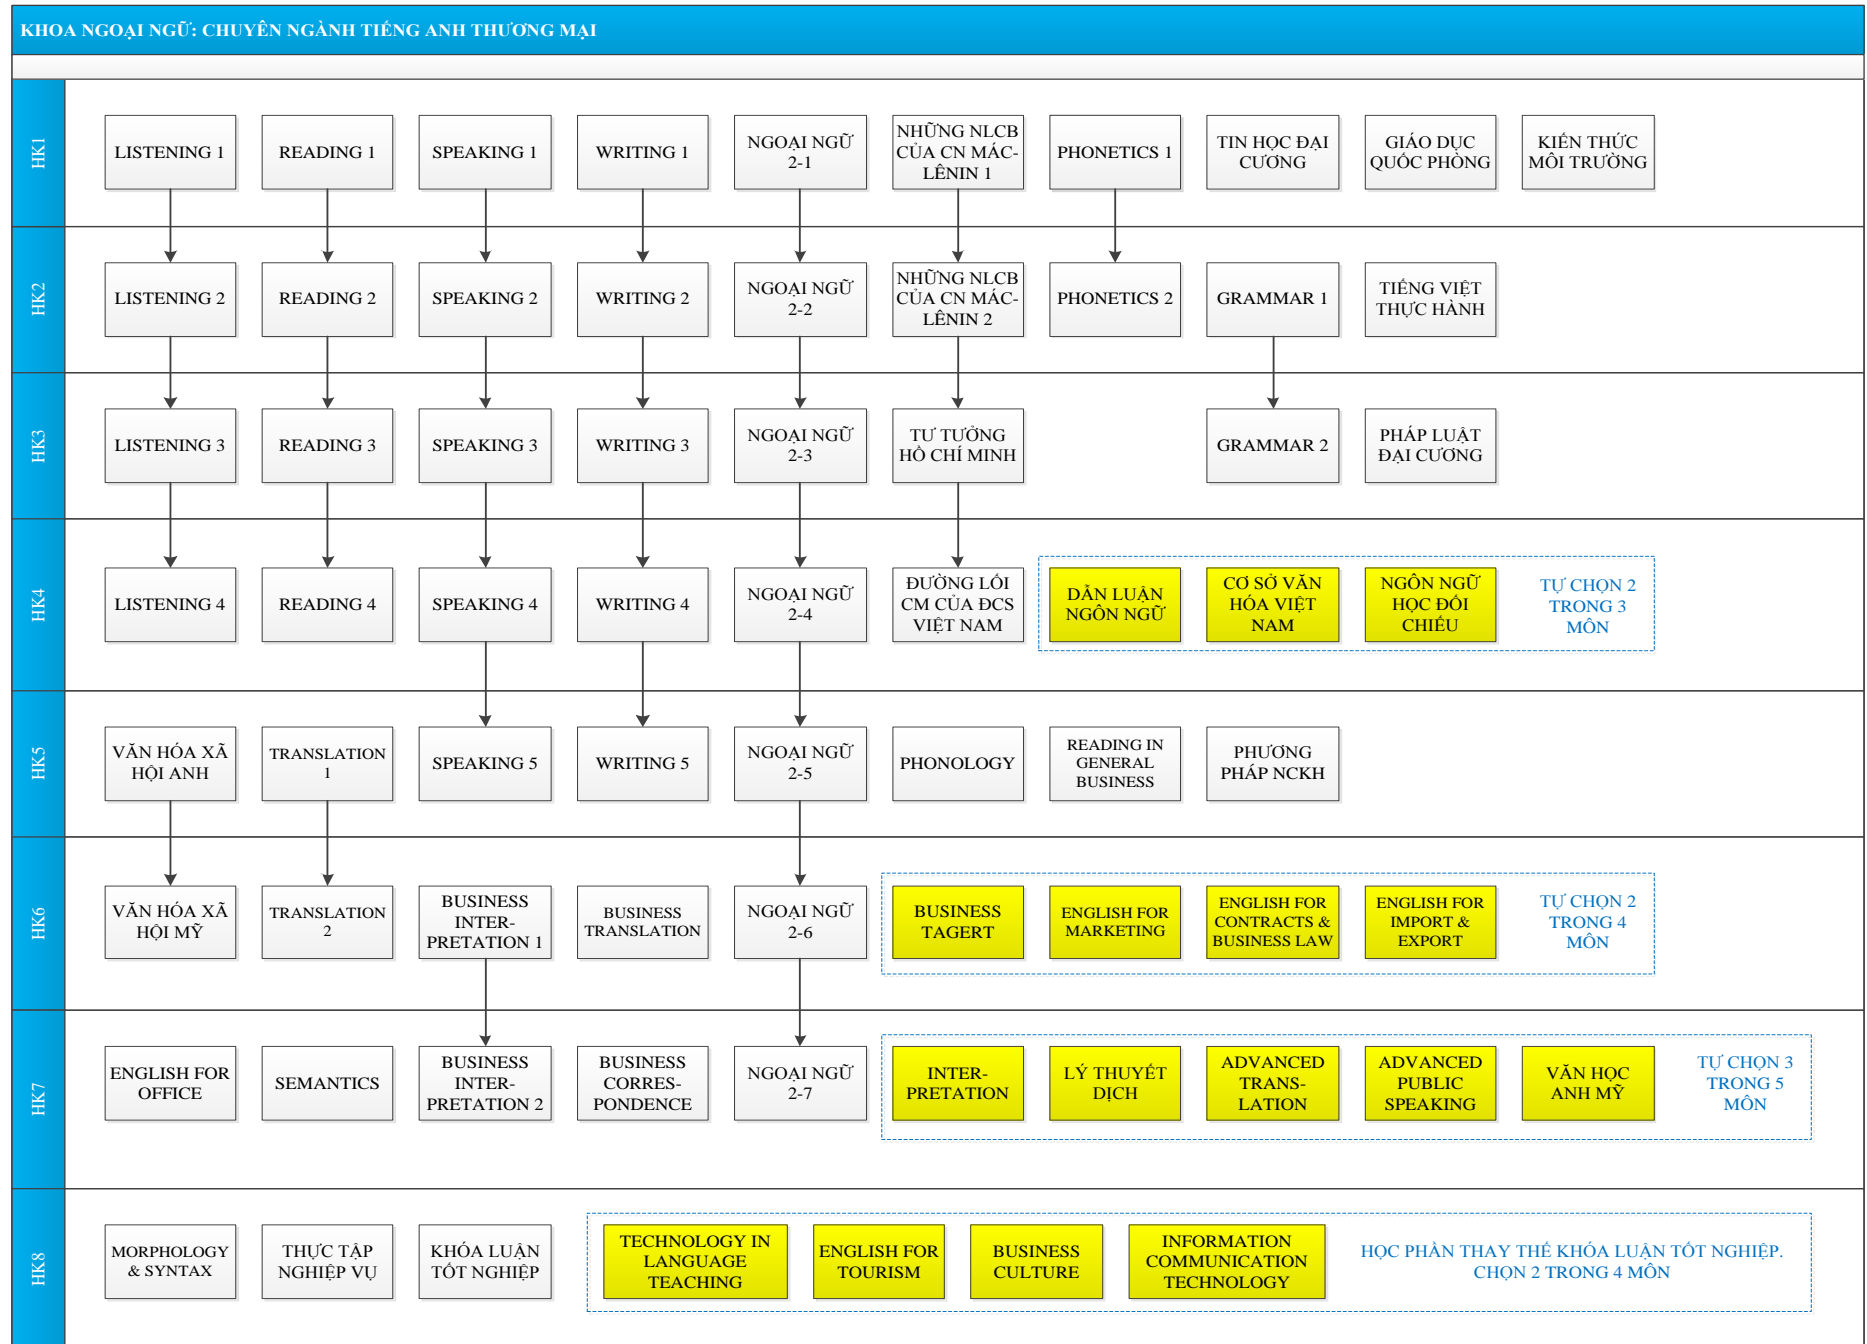 KHOA NGOẠI NGỮ: CHUYÊN NGÀNH TIẾNG ANH THƯƠNG MẠI
HK1
LISTENING 1
READING 1
SPEAKING 1
WRITING 1
NGOẠI NGỮ
2-1
NHỮNG NLCB
CỦA CN MÁC-
LÊNIN 1
PHONETICS 1
TIN HỌC ĐẠI
CƯƠNG
GIÁO DỤC
QUỐC PHÒNG
KIẾN THỨC
MÔI TRƯỜNG
HK2
LISTENING 2
READING 2
SPEAKING 2
WRITING 2
NGOẠI NGỮ
2-2
NHỮNG NLCB
CỦA CN MÁC-
LÊNIN 2
PHONETICS 2
GRAMMAR 1
TIẾNG VIỆT
THỰC HÀNH
HK3
LISTENING 3
READING 3
SPEAKING 3
WRITING 3
NGOẠI NGỮ
2-3
TƯ TƯỞNG
HỒ CHÍ MINH
GRAMMAR 2
PHÁP LUẬT
ĐẠI CƯƠNG
HK4
LISTENING 4
READING 4
SPEAKING 4
WRITING 4
NGOẠI NGỮ
2-4
ĐƯỜNG LỐI
CM CỦA ĐCS
VIỆT NAM
DẪN LUẬN
NGÔN NGỮ
CƠ SỞ VĂN
HÓA VIỆT
NAM
NGÔN NGỮ
HỌC ĐỐI
CHIẾU
TỰ CHỌN 2
TRONG 3
MÔN
HK5
VĂN HÓA XÃ
HỘI ANH
TRANSLATION
1
SPEAKING 5
WRITING 5
NGOẠI NGỮ
2-5
PHONOLOGY
READING IN
GENERAL
BUSINESS
PHƯƠNG
PHÁP NCKH
HK6
VĂN HÓA XÃ
HỘI MỸ
TRANSLATION
2
BUSINESS
INTER-
PRETATION 1
BUSINESS
TRANSLATION
NGOẠI NGỮ
2-6
BUSINESS
TAGERT
ENGLISH FOR
MARKETING
ENGLISH FOR
CONTRACTS &
BUSINESS LAW
ENGLISH FOR
IMPORT &
EXPORT
TỰ CHỌN 2
TRONG 4
MÔN
HK7
ENGLISH FOR
OFFICE
SEMANTICS
BUSINESS
INTER-
PRETATION 2
BUSINESS
CORRES-
PONDENCE
NGOẠI NGỮ
2-7
INTER-
PRETATION
LÝ THUYẾT
DỊCH
ADVANCED
TRANS-
LATION
ADVANCED
PUBLIC
SPEAKING
VĂN HỌC
ANH MỸ
TỰ CHỌN 3
TRONG 5
MÔN
HK8
MORPHOLOGY
& SYNTAX
THỰC TẬP
NGHIỆP VỤ
KHÓA LUẬN
TỐT NGHIỆP
TECHNOLOGY IN
LANGUAGE
TEACHING
ENGLISH FOR
TOURISM
BUSINESS
CULTURE
INFORMATION
COMMUNICATION
TECHNOLOGY
HỌC PHẦN THAY THẾ KHÓA LUẬN TỐT NGHIỆP.
CHỌN 2 TRONG 4 MÔN